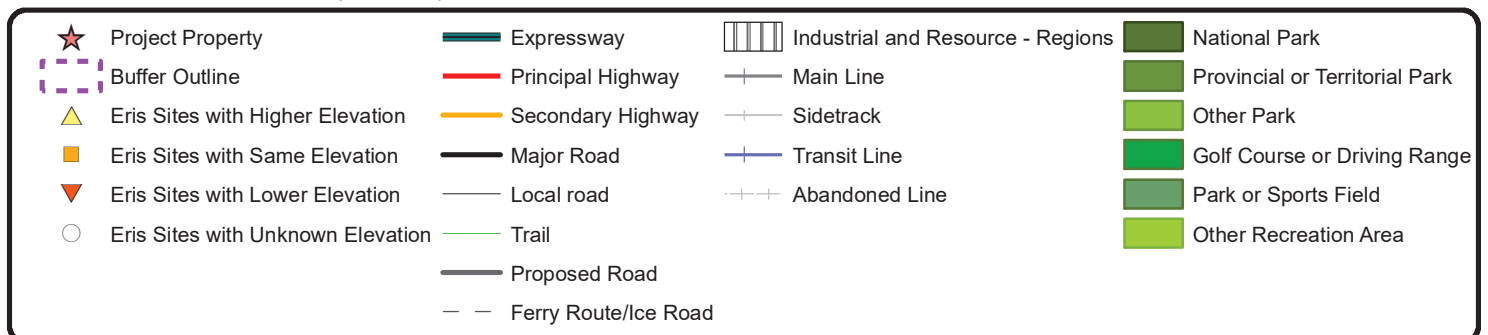 Project Property
Buffer Outline
Eris Sites with Higher Elevation
Eris Sites with Same Elevation
Eris Sites with Lower Elevation
Eris Sites with Unknown Elevation
Expressway
Principal Highway
Secondary Highway
Major Road
Local road
Trail
Proposed Road
Ferry Route/Ice Road
Industrial and Resource - Regions
Main Line
Sidetrack
Transit Line
Abandoned Line
National Park
Provincial or Territorial Park
Other Park
Golf Course or Driving Range
Park or Sports Field
Other Recreation Area